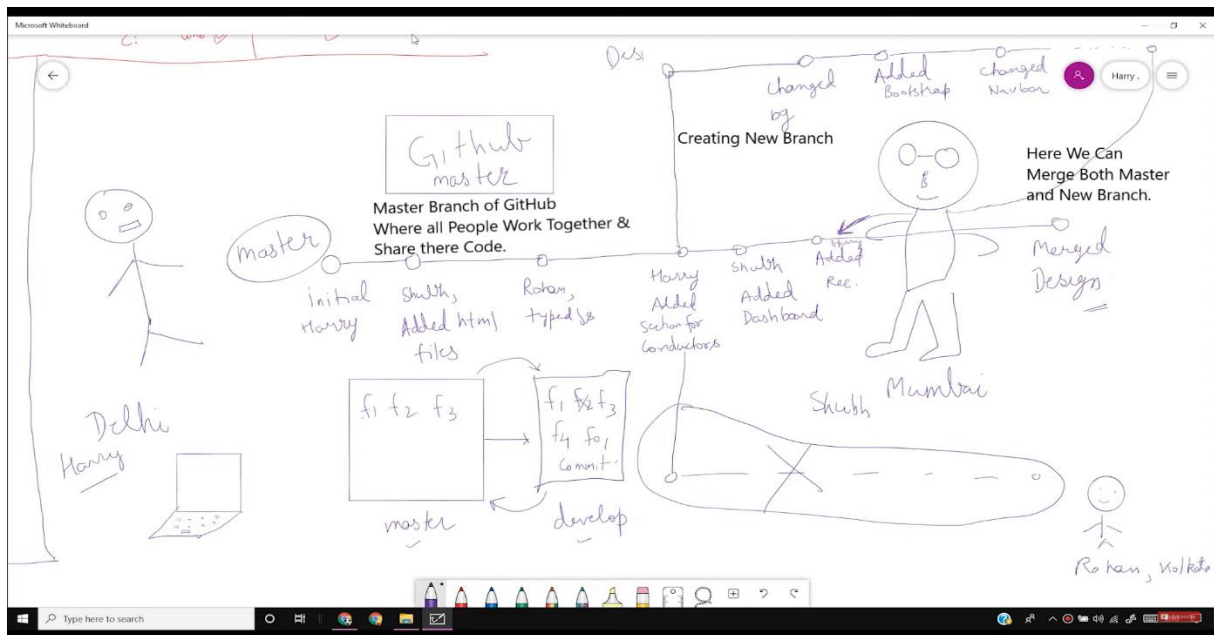 Microsoft Whiteboard
Harry .
Desi
Changed
bg
Added
Bootstrap
changed
Navbar
Creating New Branch
Github
master
Here We Can
Merge Both Master
and New Branch.
Master Branch of GitHub
Where all People Work Together &
Share there Code.
master
initial
Harry
Shubh,
Added html
files
Rohan,
typed js
Harry
Added
Section for
Conductors
Shubh
Added
Dashboard
Harry
Added
Rec.
Merged
Design
Delhi
Harry
f1 f2 f3
master
f1 f2 f3
f4 f01
Commit.
develop
Shubh
Mumbai
Rohan, Kolkata
Type here to search